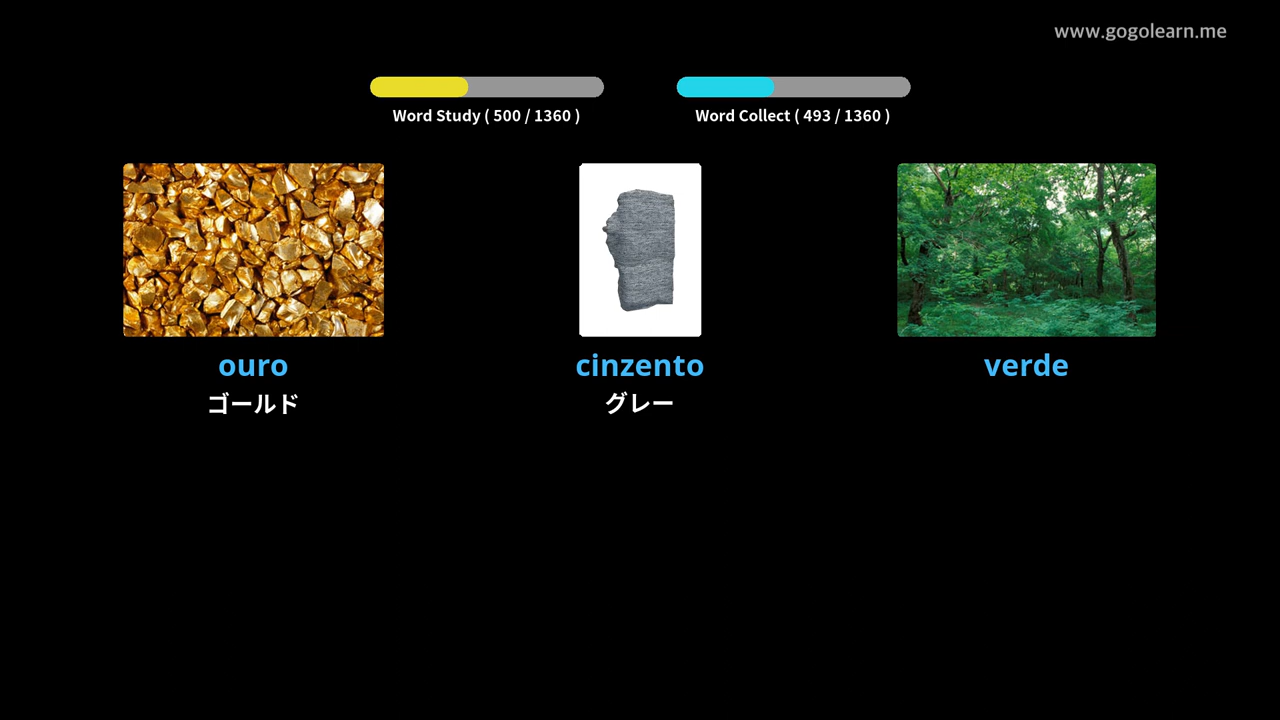 www.gogolearn.me
Word Study ( 500 / 1360 )
Word Collect ( 493 / 1360 )
ouro
cinzento
verde
ゴールド
グレー